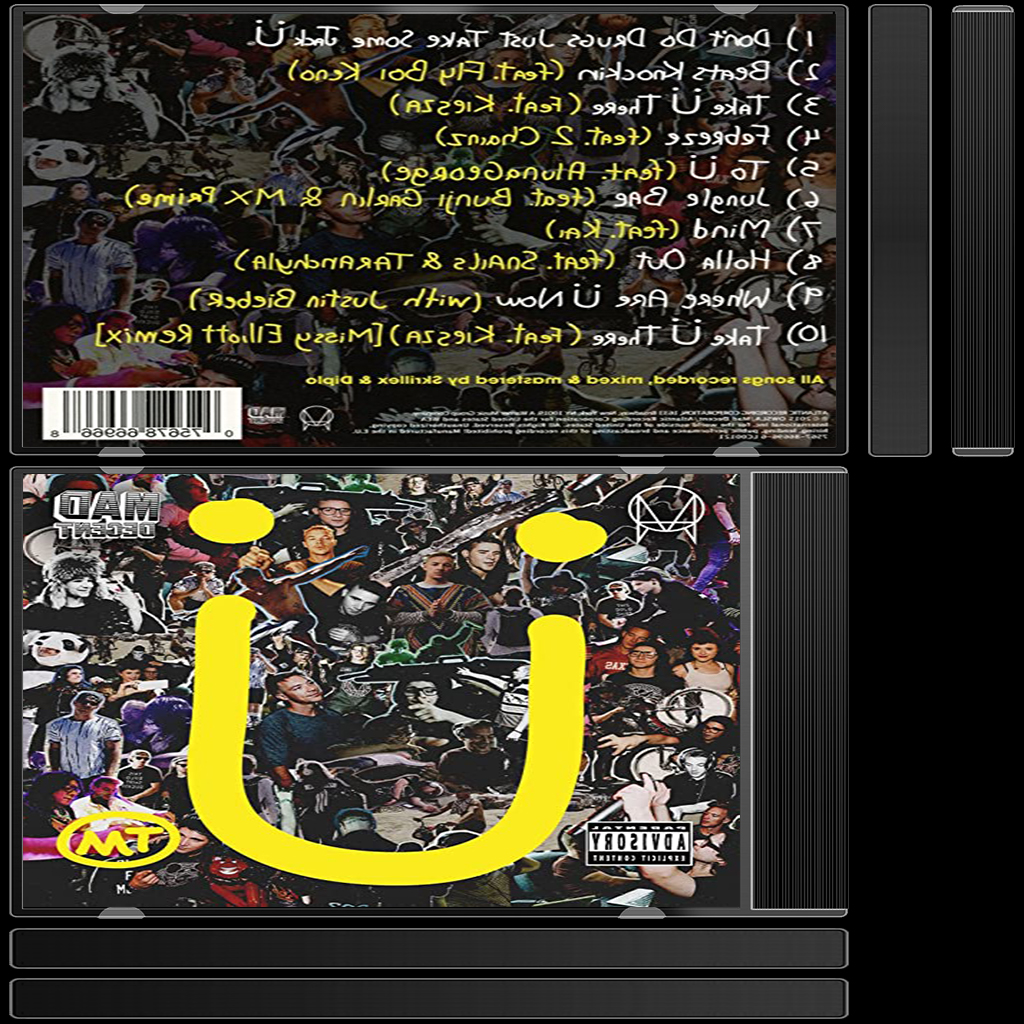 1) Don't Do Drugs Just Take Some Jack Ü.
2) Beats Knockin (feat. Fly Boi Keno)
3) Take Ü There (feat. Kiesza)
4) Febreze (feat. 2 Chainz)
5) To Ü (feat. AlunaGeorge)
6) Jungle Bae (feat. Bunji Garlin & MX Prime)
7) Mind (feat. Kai)
8) Holla Out (feat. Snails & Taranchyla)
9) Where Are Ü Now (with Justin Bieber)
10) Take Ü There (feat. Kiesza) [Missy Elliott Remix]
All songs recorded, mixed & mastered by Skrillex & Diplo
0 75678 66966 8
MAD
DECENT
MAD
DECENT
Ü
TW
PARENTAL
ADVISORY
EXPLICIT CONTENT